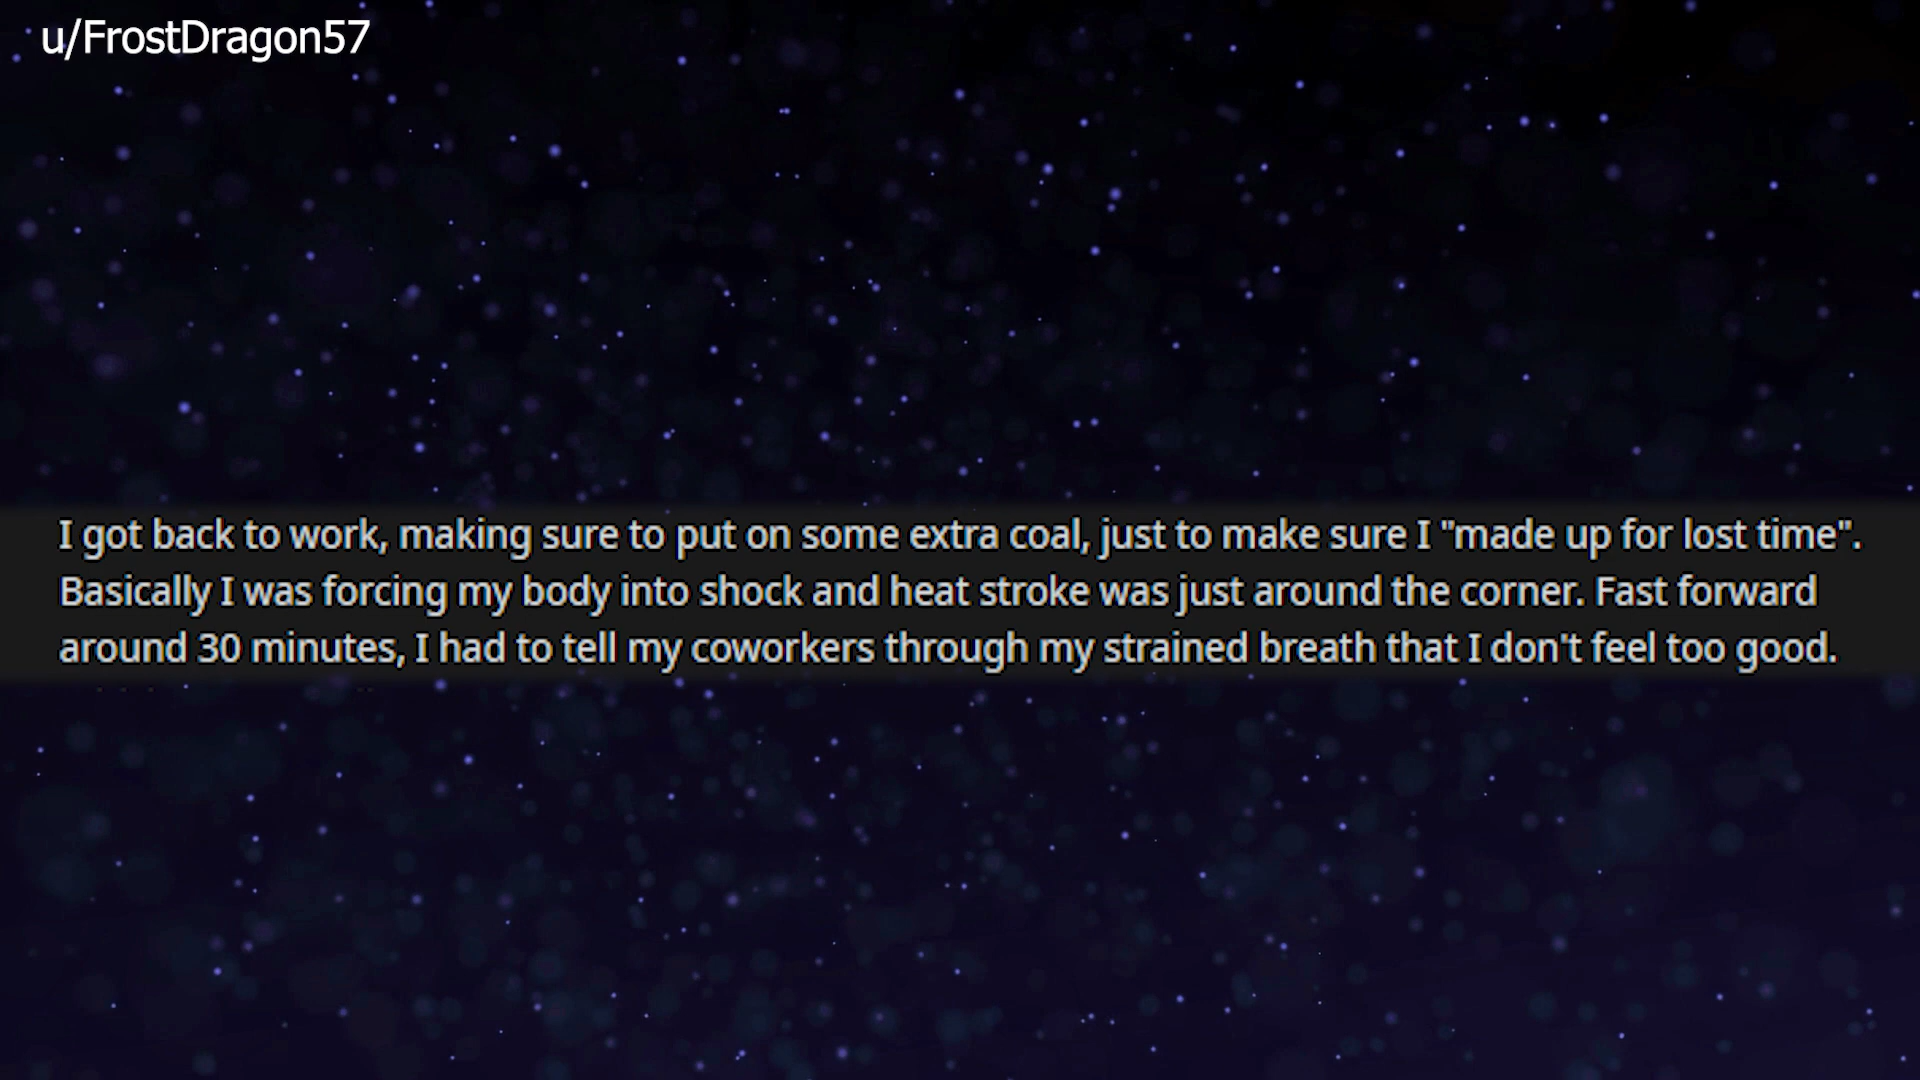 u/FrostDragon57
I got back to work, making sure to put on some extra coal, just to make sure I "made up for lost time".
Basically I was forcing my body into shock and heat stroke was just around the corner. Fast forward
around 30 minutes, I had to tell my coworkers through my strained breath that I don't feel too good.